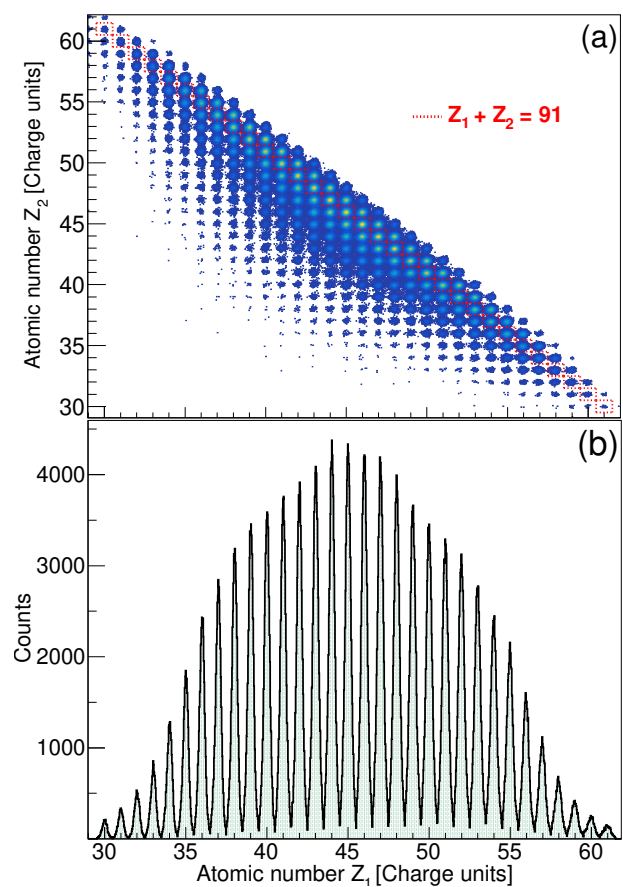 (a)
Z₁ + Z₂ = 91
Atomic number Z₂ [Charge units]
60
55
50
45
40
35
30
(b)
Counts
4000
3000
2000
1000
30 35 40 45 50 55 60
Atomic number Z₁ [Charge units]